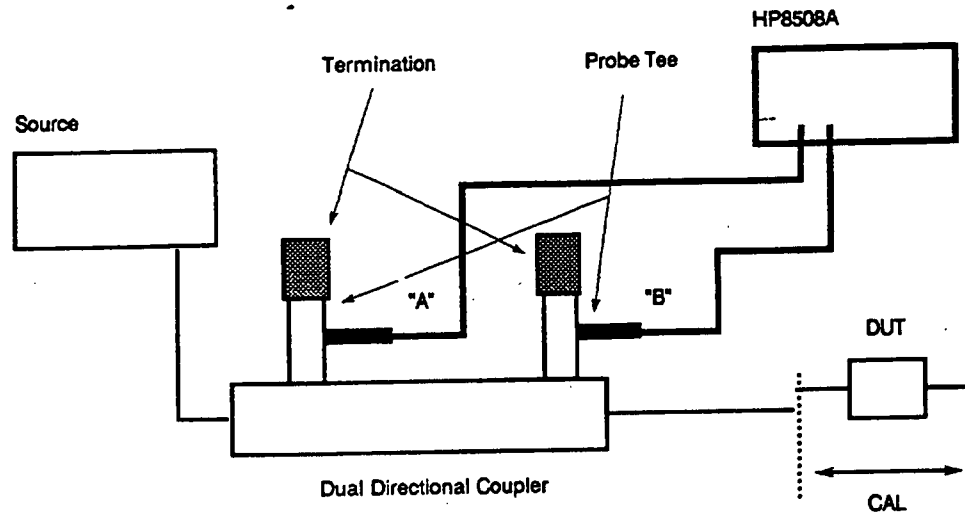 HP8508A
Termination
Probe Tee
Source
"A"
"B"
DUT
Dual Directional Coupler
CAL